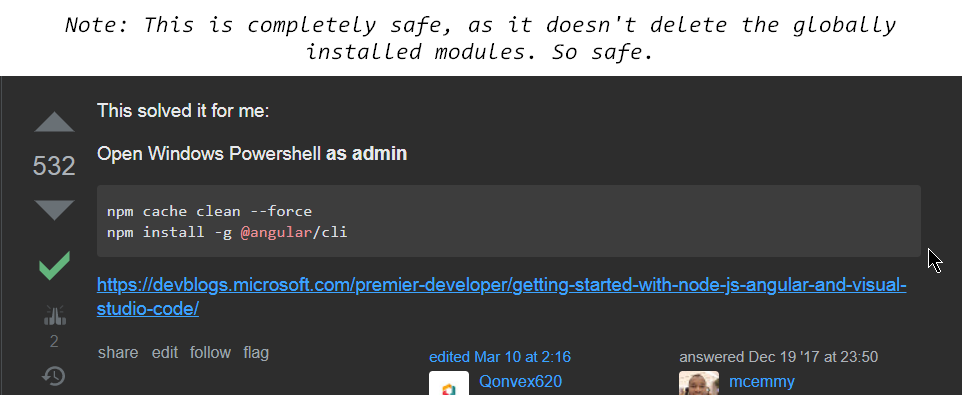 Note: This is completely safe, as it doesn't delete the globally
installed modules. So safe.
This solved it for me:
532
Open Windows Powershell as admin
npm cache clean --force
npm install -g @angular/cli
https://devblogs.microsoft.com/premier-developer/getting-started-with-node-js-angular-and-visual-
studio-code/
2
share edit follow flag
edited Mar 10 at 2:16
Qonvex620
answered Dec 19 '17 at 23:50
mcemmy